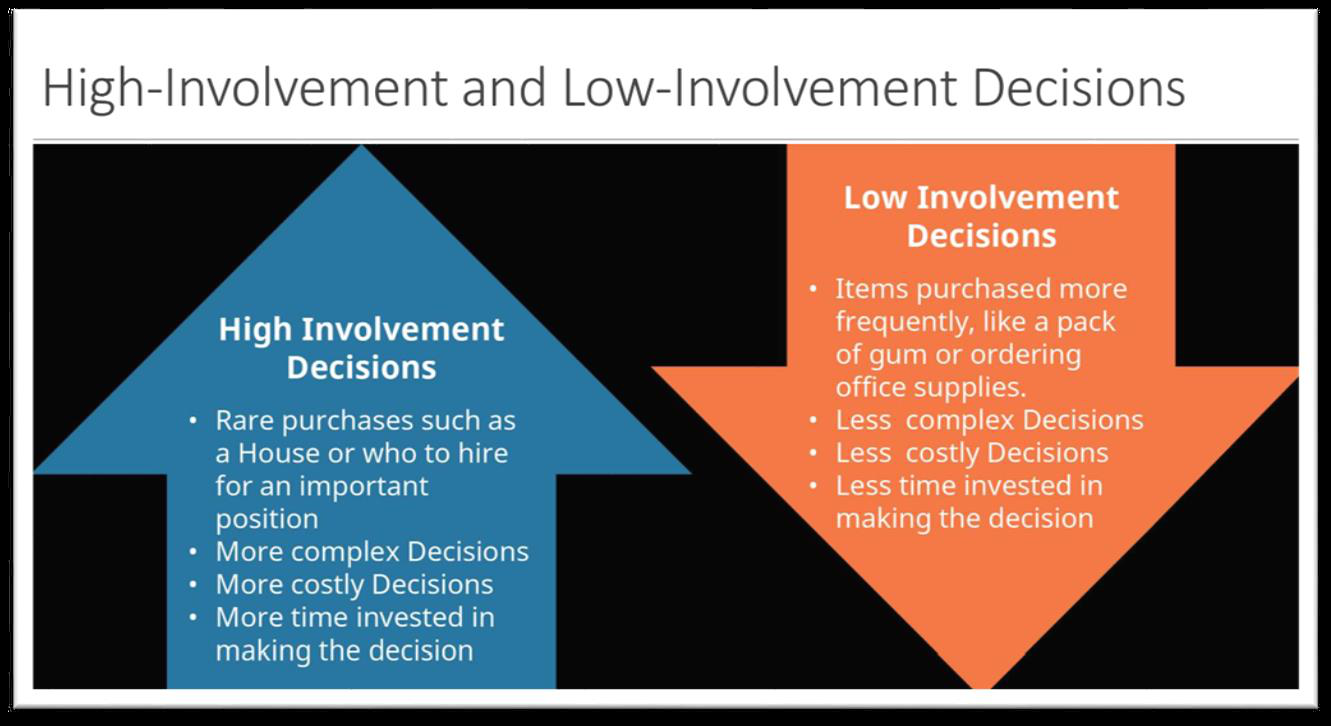 High-Involvement and Low-Involvement Decisions
High Involvement
Decisions
• Rare purchases such as
a House or who to hire
for an important
position
• More complex Decisions
• More costly Decisions
• More time invested in
making the decision
Low Involvement
Decisions
• Items purchased more
frequently, like a pack
of gum or ordering
office supplies.
• Less  complex Decisions
• Less  costly Decisions
• Less time invested in
making the decision